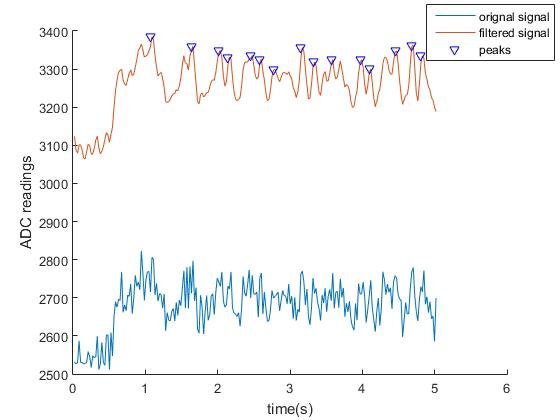 orignal signal
filtered signal
peaks
3400
3300
3200
3100
3000
2900
2800
2700
2600
2500
ADC readings
0 1 2 3 4 5 6
time(s)